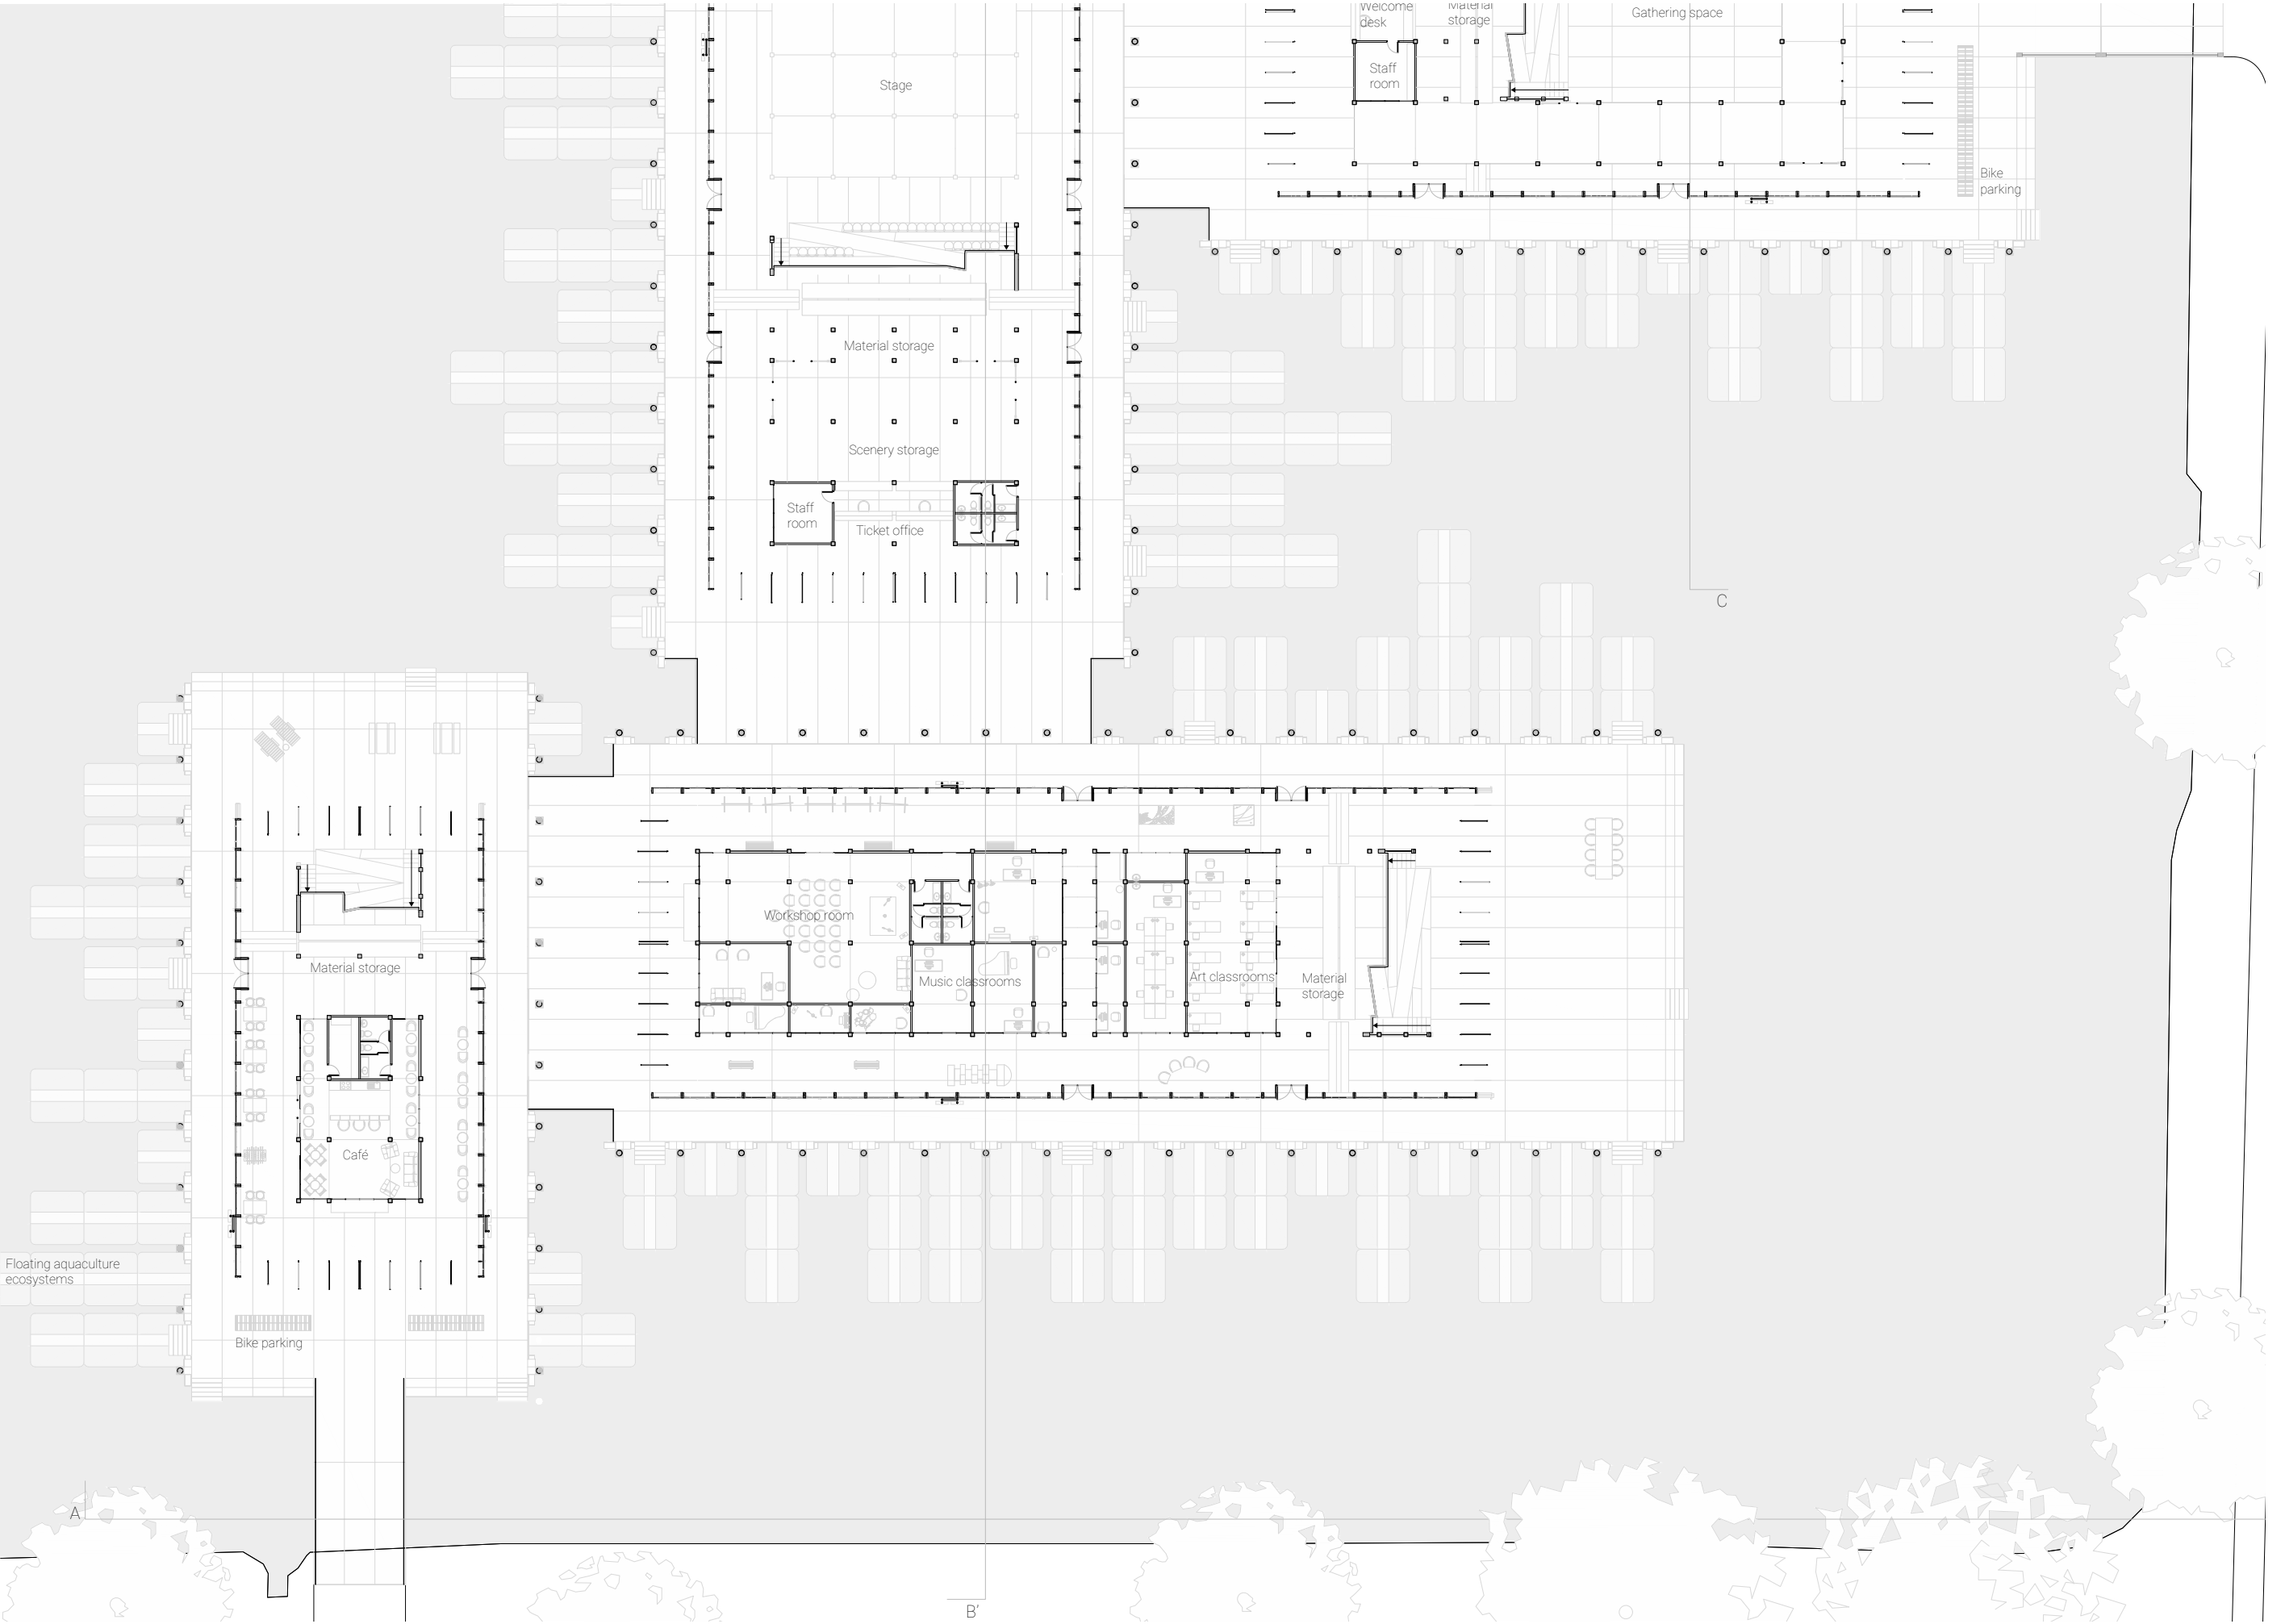 Welcome
desk
Material
storage
Gathering space
Staff
room
Stage
Bike
parking
Material storage
Scenery storage
Staff
room
Ticket office
C
Workshop room
Music classrooms
Art classrooms
Material
storage
Material storage
Café
Floating aquaculture
ecosystems
Bike parking
A
B'